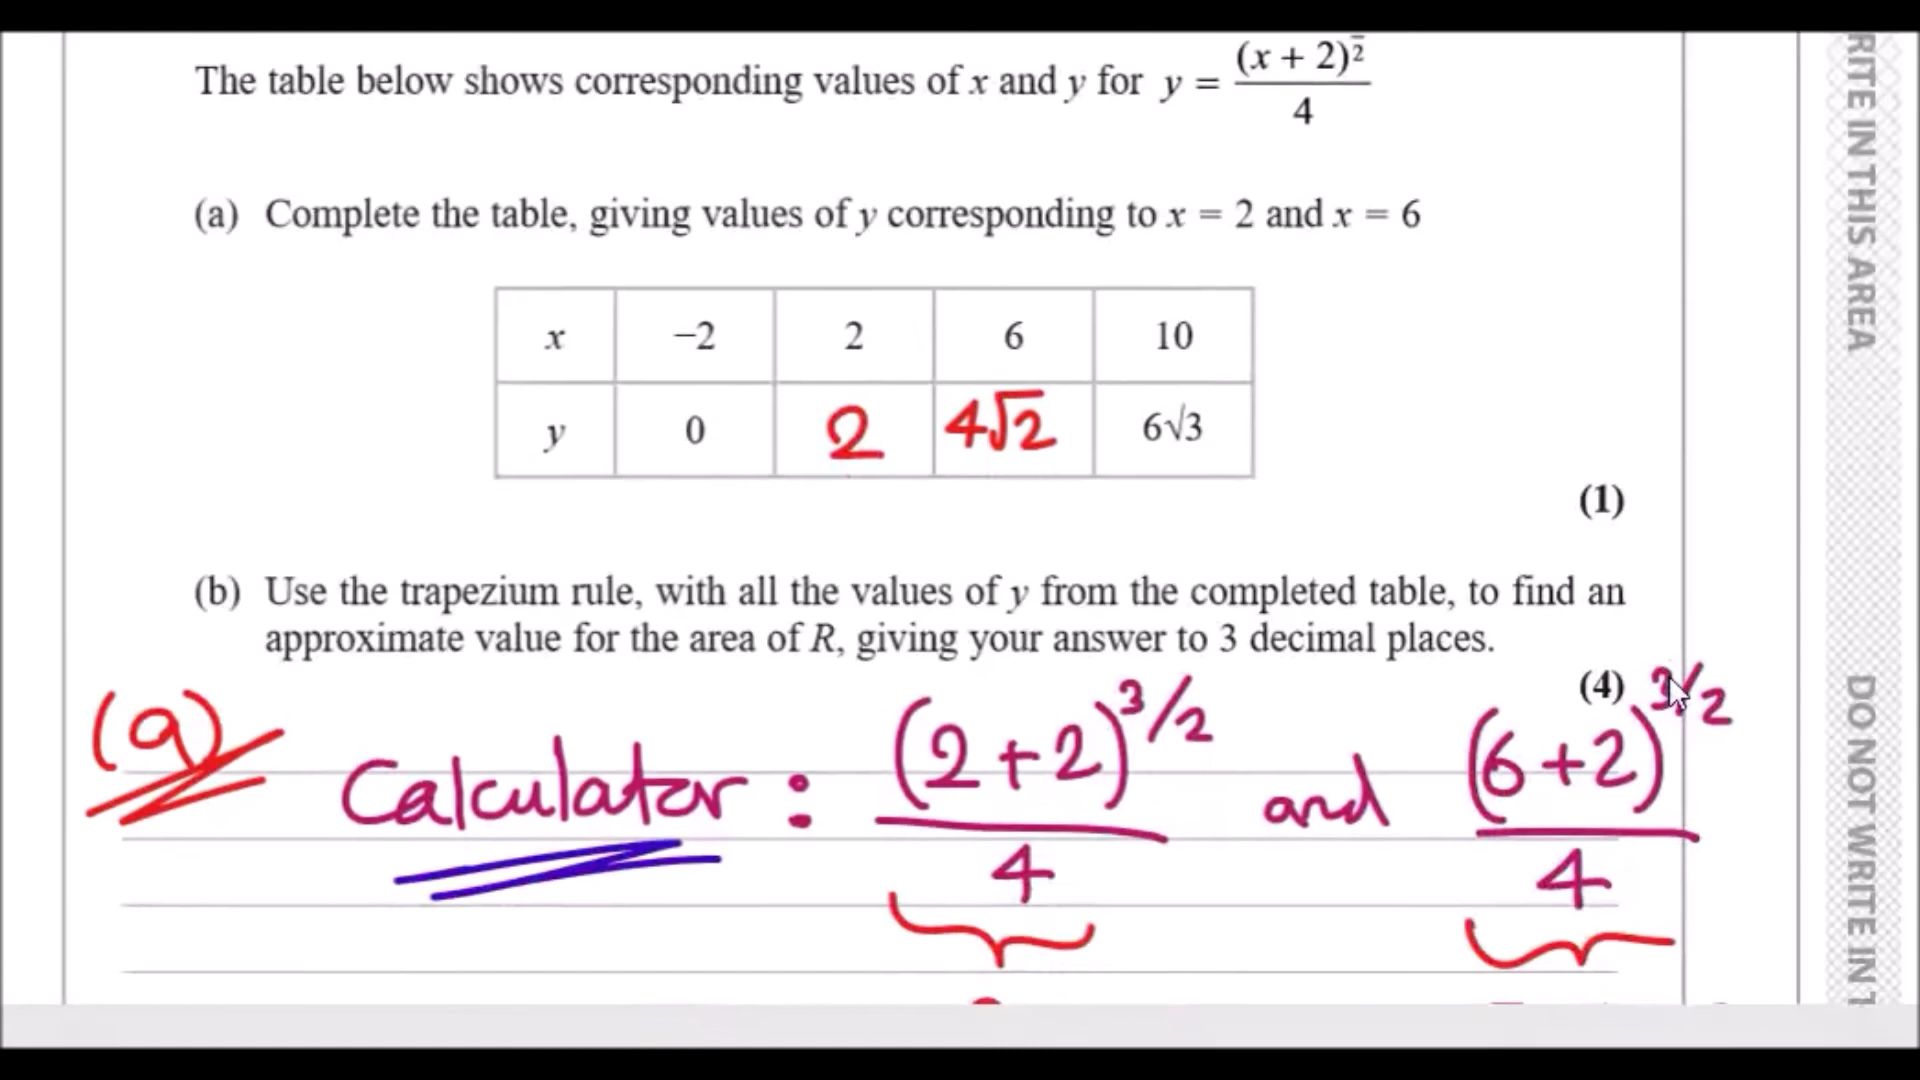 The table below shows corresponding values of x and y for y = (x + 2)^2 / 4
(a) Complete the table, giving values of y corresponding to x = 2 and x = 6
x −2 2 6 10
y 0 2 4√2 6√3
(1)
(b) Use the trapezium rule, with all the values of y from the completed table, to find an
approximate value for the area of R, giving your answer to 3 decimal places.
(4)
(a) Calculator : (2+2)^3/2 / 4 and (6+2)^3/2 / 4
RITE IN THIS AREA
DO NOT WRITE IN T